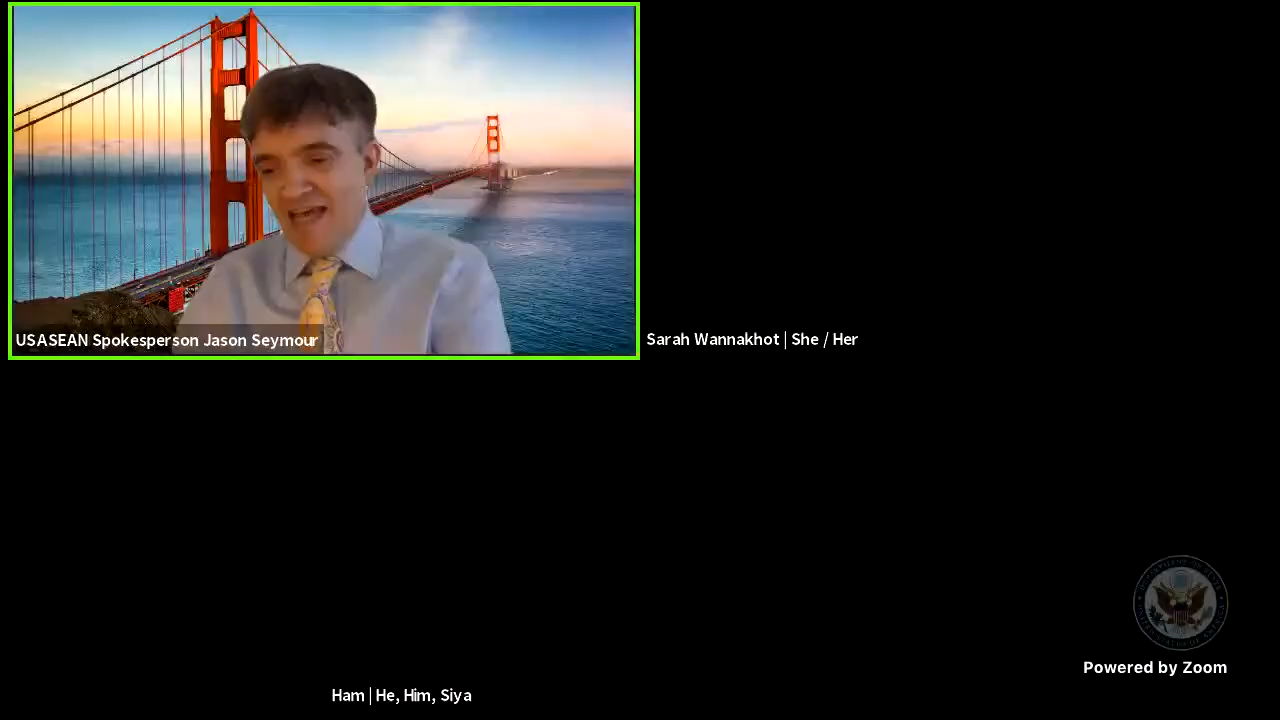 USASEAN Spokesperson Jason Seymour
Sarah Wannakhot | She / Her
Powered by Zoom
Ham | He, Him, Siya